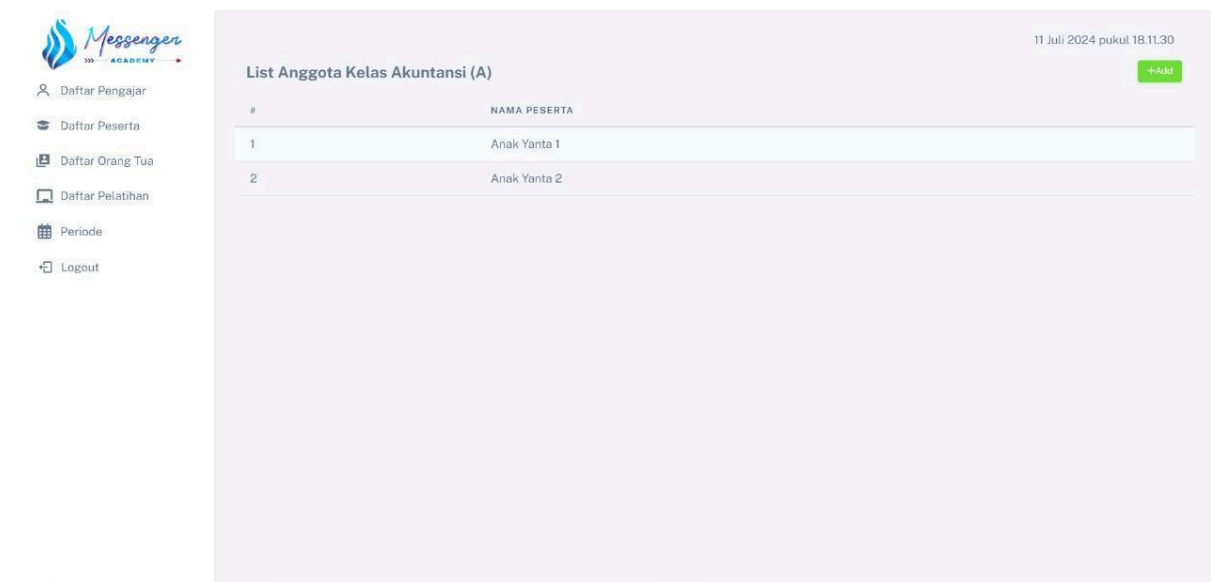 Messenger
ACADEMY
Daftar Pengajar
Daftar Peserta
Daftar Orang Tua
Daftar Pelatihan
Periode
Logout
11 Juli 2024 pukul 18.11.30
List Anggota Kelas Akuntansi (A)
+Add
# NAMA PESERTA
1 Anak Yanta 1
2 Anak Yanta 2